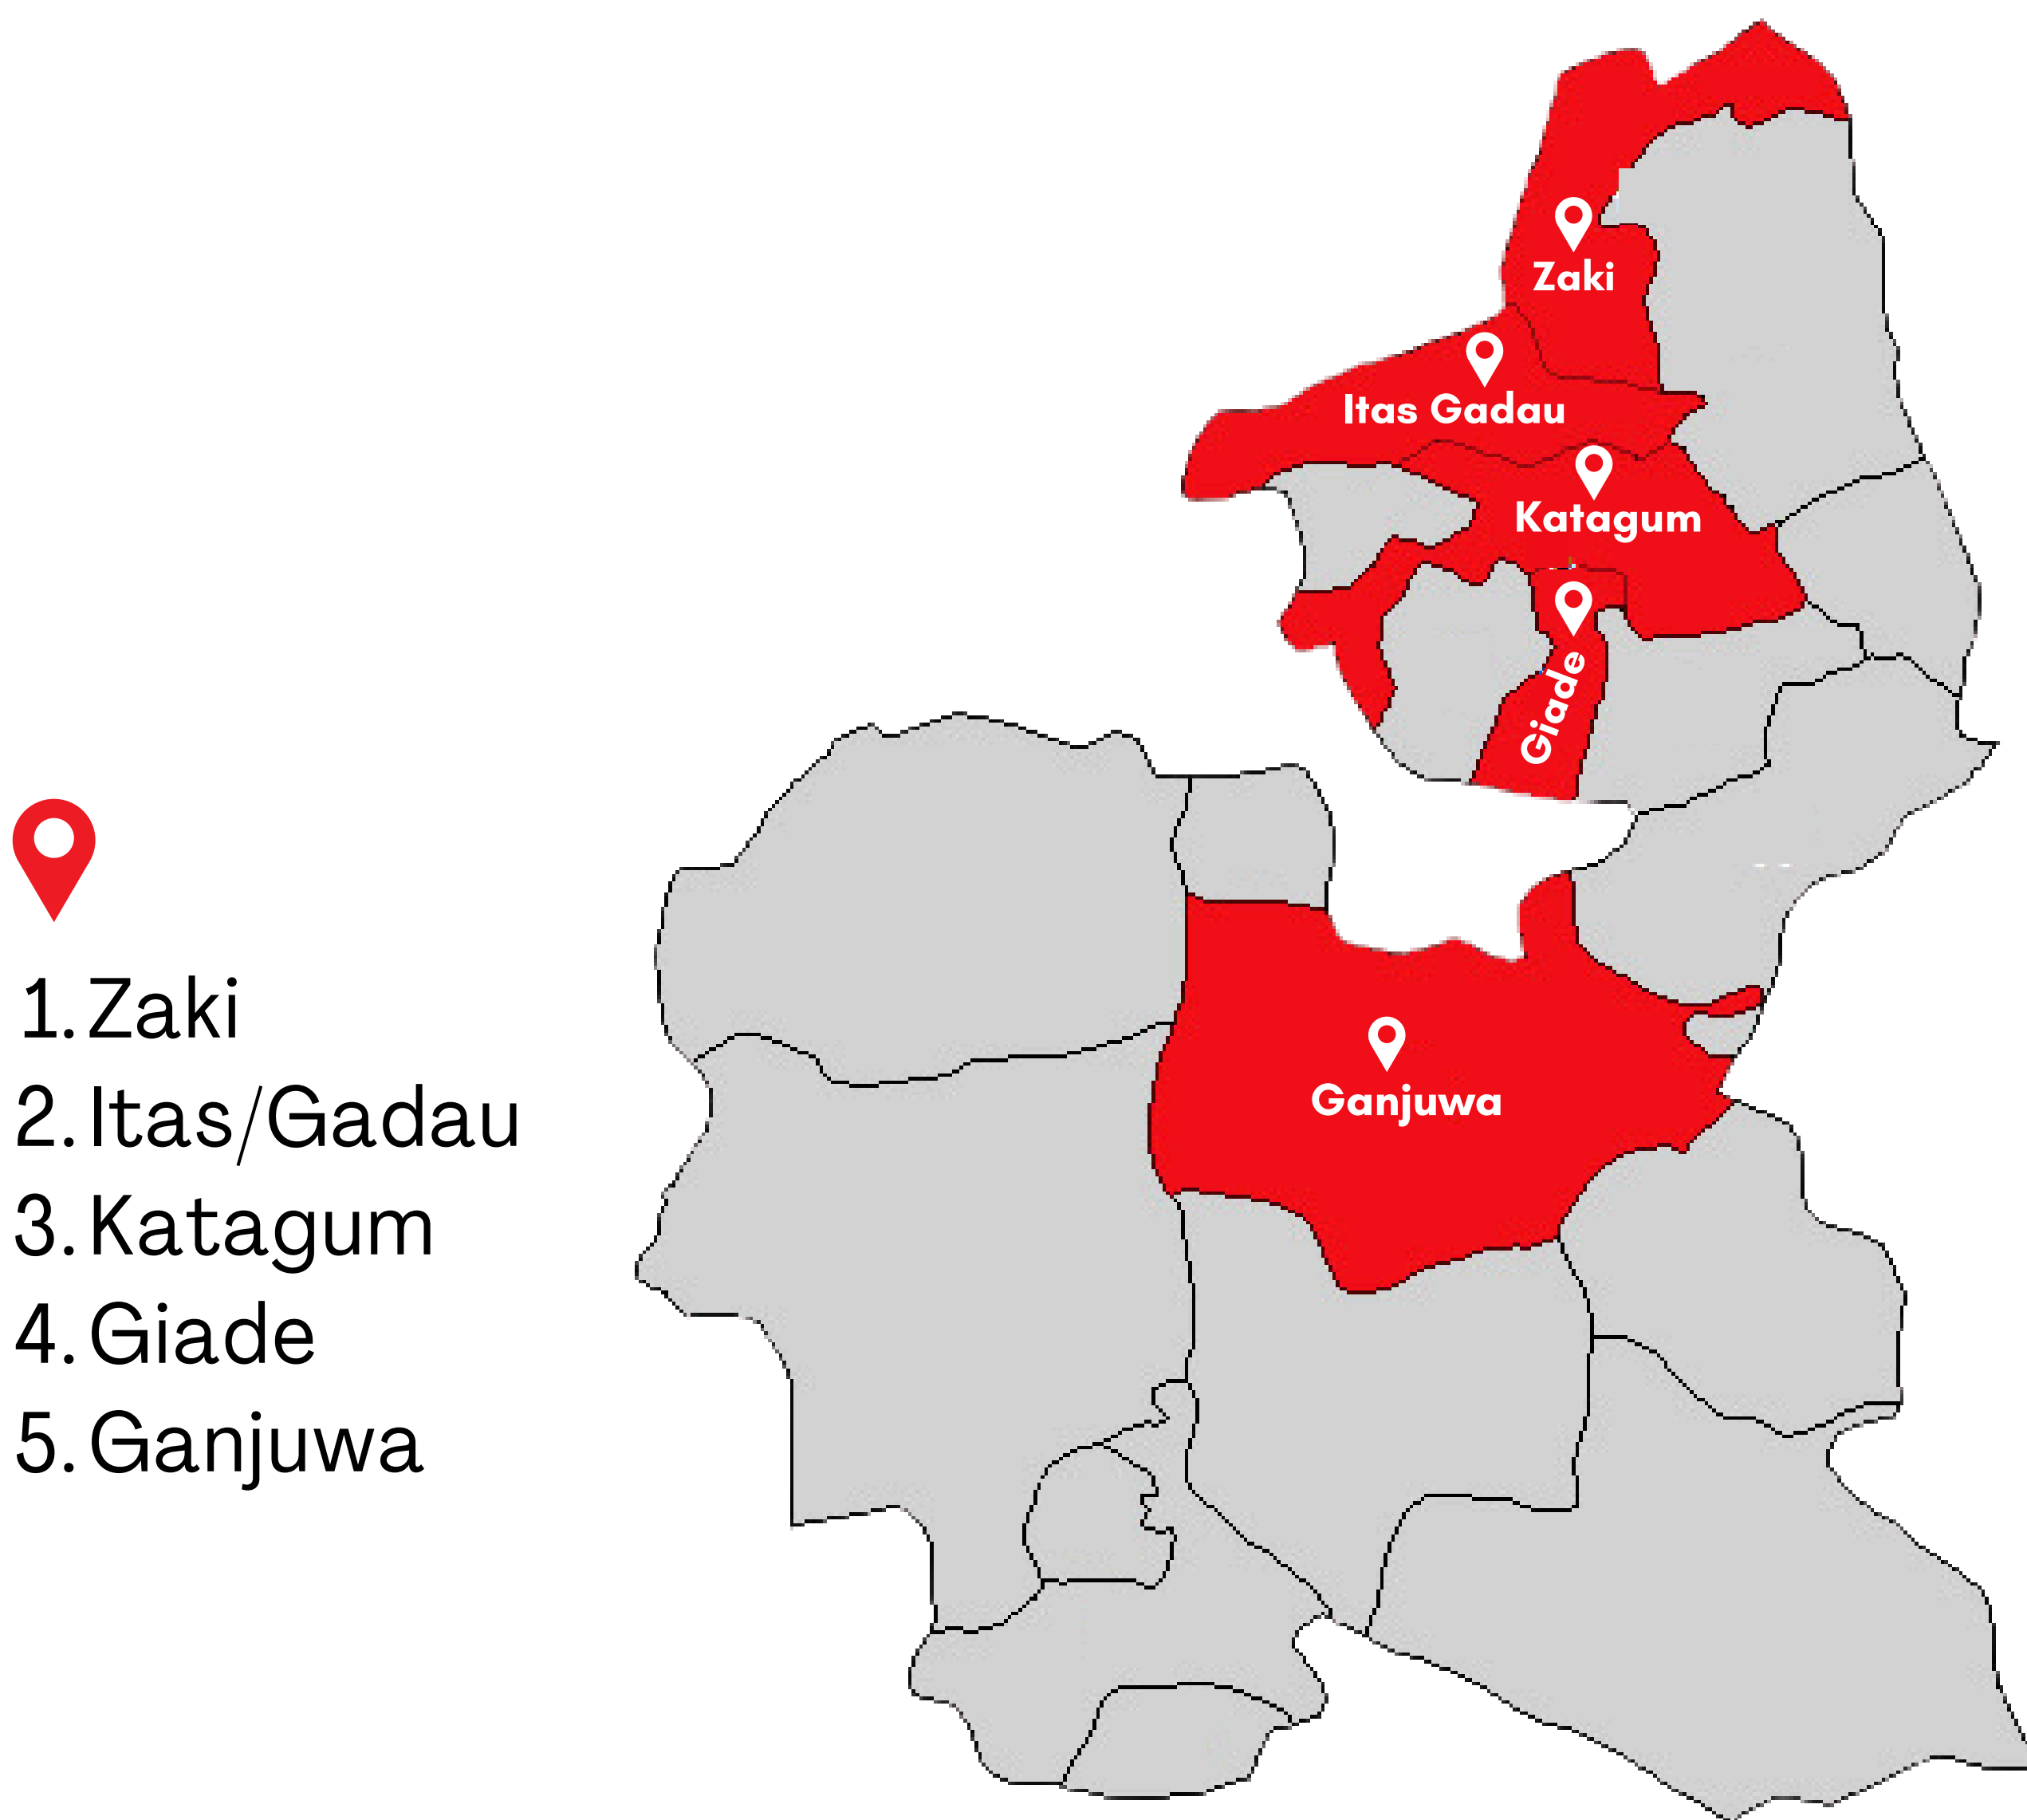 Zaki
Itas Gadau
Katagum
Giade
Ganjuwa
1. Zaki
2. Itas/Gadau
3. Katagum
4. Giade
5. Ganjuwa